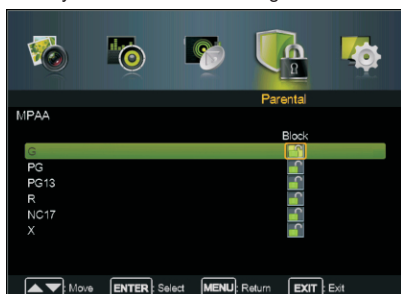 Parental
MPAA
Block
G
PG
PG13
R
NC17
X
▲▼: Move ENTER: Select MENU: Return EXIT: Exit